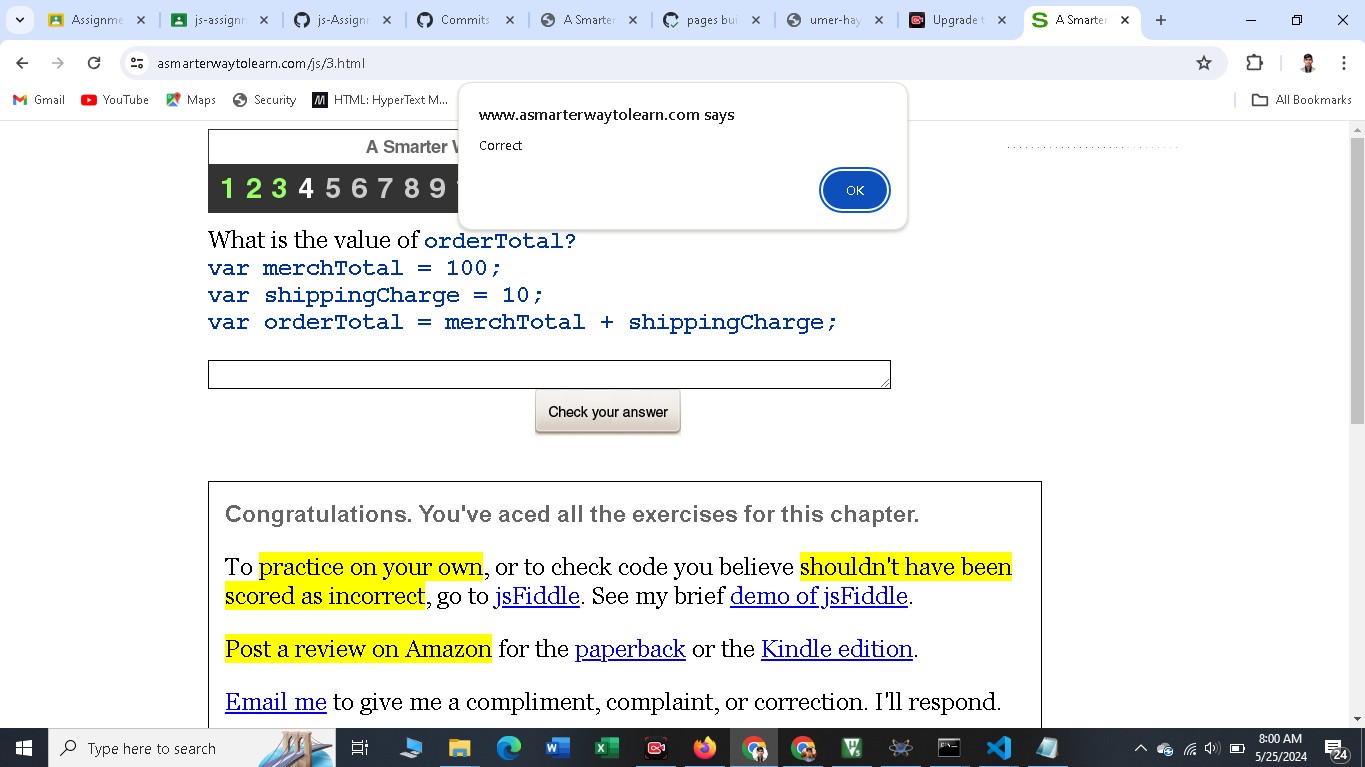 Assignme
js-assignm
js-Assignm
Commits
A Smarter
pages bui
umer-hay
Upgrade t
A Smarter
asmarterwaytolearn.com/js/3.html
Gmail
YouTube
Maps
Security
HTML: HyperText M...
All Bookmarks
www.asmarterwaytolearn.com says
Correct
OK
A Smarter W
1 2 3 4 5 6 7 8 9
What is the value of orderTotal?
var merchTotal = 100;
var shippingCharge = 10;
var orderTotal = merchTotal + shippingCharge;
Check your answer
Congratulations. You've aced all the exercises for this chapter.
To practice on your own, or to check code you believe shouldn't have been
scored as incorrect, go to jsFiddle. See my brief demo of jsFiddle.
Post a review on Amazon for the paperback or the Kindle edition.
Email me to give me a compliment, complaint, or correction. I'll respond.
Type here to search
8:00 AM
5/25/2024
24